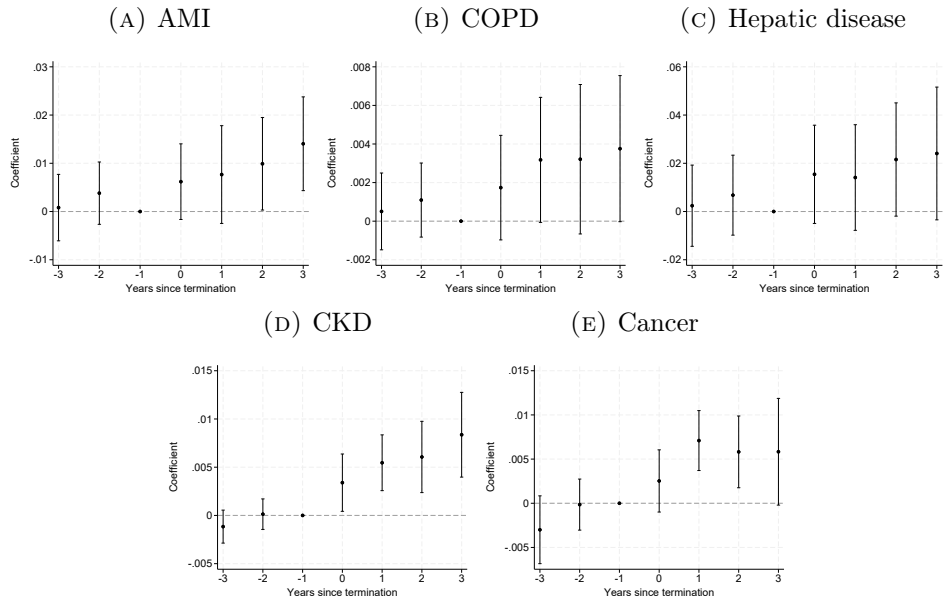 (A) AMI
(B) COPD
(C) Hepatic disease
Coefficient
.03
.02
.01
0
-.01
-3 -2 -1 0 1 2 3
Years since termination
Coefficient
.008
.006
.004
.002
0
-.002
-3 -2 -1 0 1 2 3
Years since termination
Coefficient
.06
.04
.02
0
-.02
-3 -2 -1 0 1 2 3
Years since termination
(D) CKD
(E) Cancer
Coefficient
.015
.01
.005
0
-.005
-3 -2 -1 0 1 2 3
Years since termination
Coefficient
.015
.01
.005
0
-.005
-3 -2 -1 0 1 2 3
Years since termination